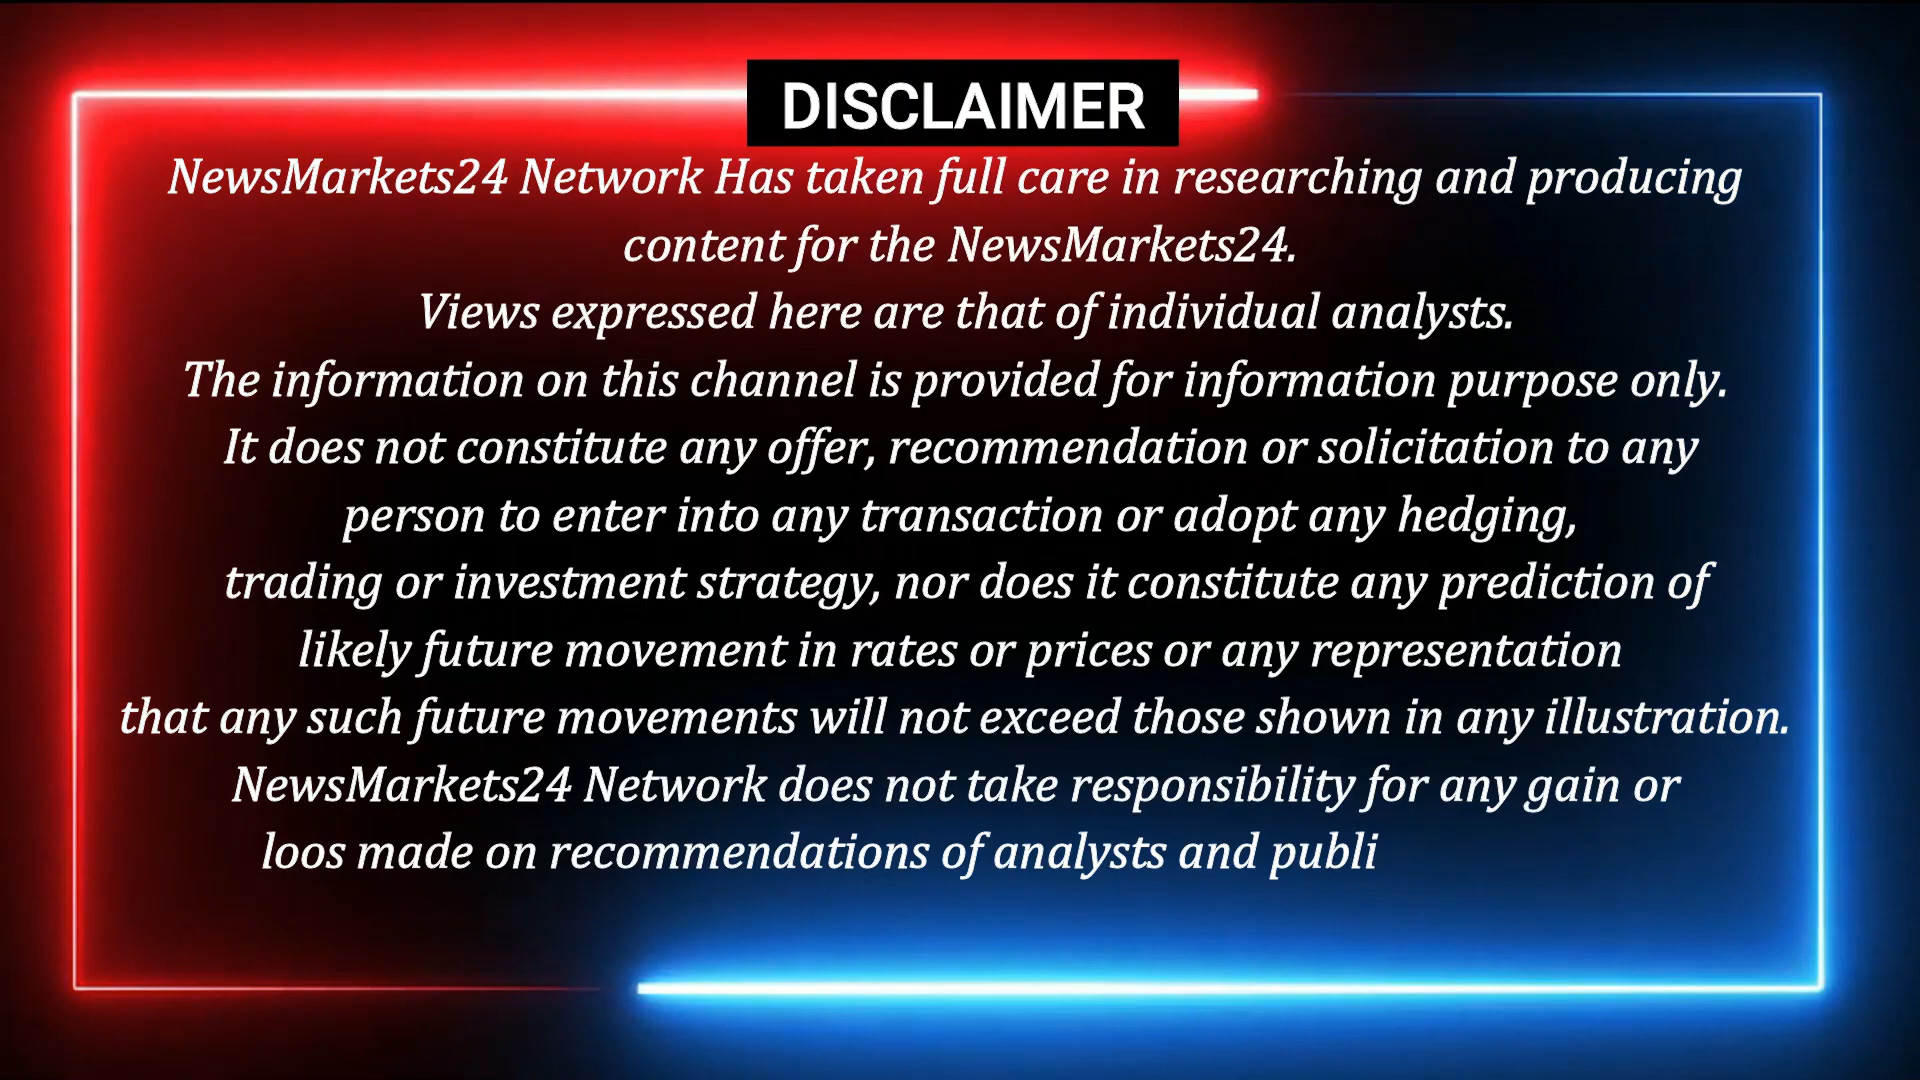 DISCLAIMER
NewsMarkets24 Network Has taken full care in researching and producing
content for the NewsMarkets24.
Views expressed here are that of individual analysts.
The information on this channel is provided for information purpose only.
It does not constitute any offer, recommendation or solicitation to any
person to enter into any transaction or adopt any hedging,
trading or investment strategy, nor does it constitute any prediction of
likely future movement in rates or prices or any representation
that any such future movements will not exceed those shown in any illustration.
NewsMarkets24 Network does not take responsibility for any gain or
loos made on recommendations of analysts and publi